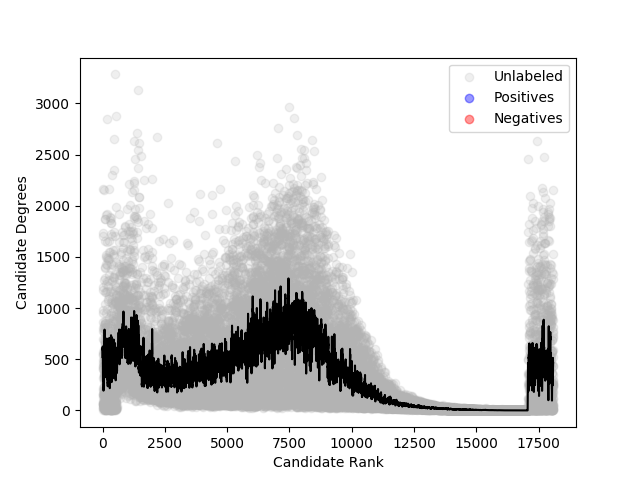 Unlabeled
Positives
Negatives
3000
2500
2000
1500
1000
500
0
Candidate Degrees
0 2500 5000 7500 10000 12500 15000 17500
Candidate Rank